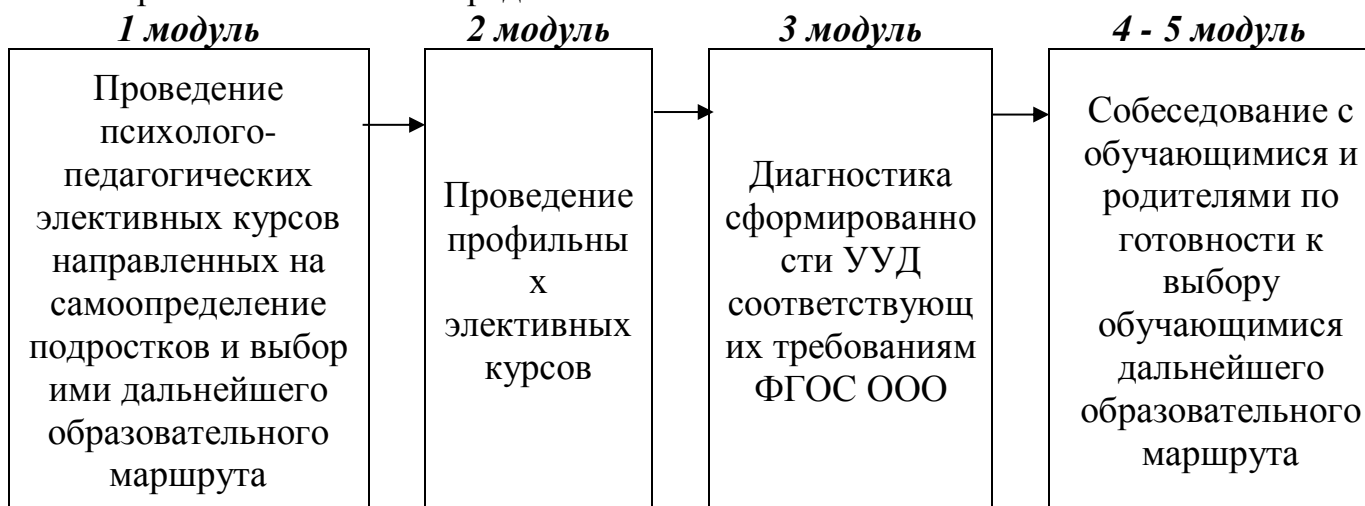 1 модуль
2 модуль
3 модуль
4 - 5 модуль
Проведение
психолого-
педагогических
элективных курсов
направленных на
самоопределение
подростков и выбор
ими дальнейшего
образовательного
маршрута
Проведение
профильны
х
элективных
курсов
Диагностика
сформированно
сти УУД
соответствующ
их требованиям
ФГОС ООО
Собеседование с
обучающимися и
родителями по
готовности к
выбору
обучающимися
дальнейшего
образовательного
маршрута